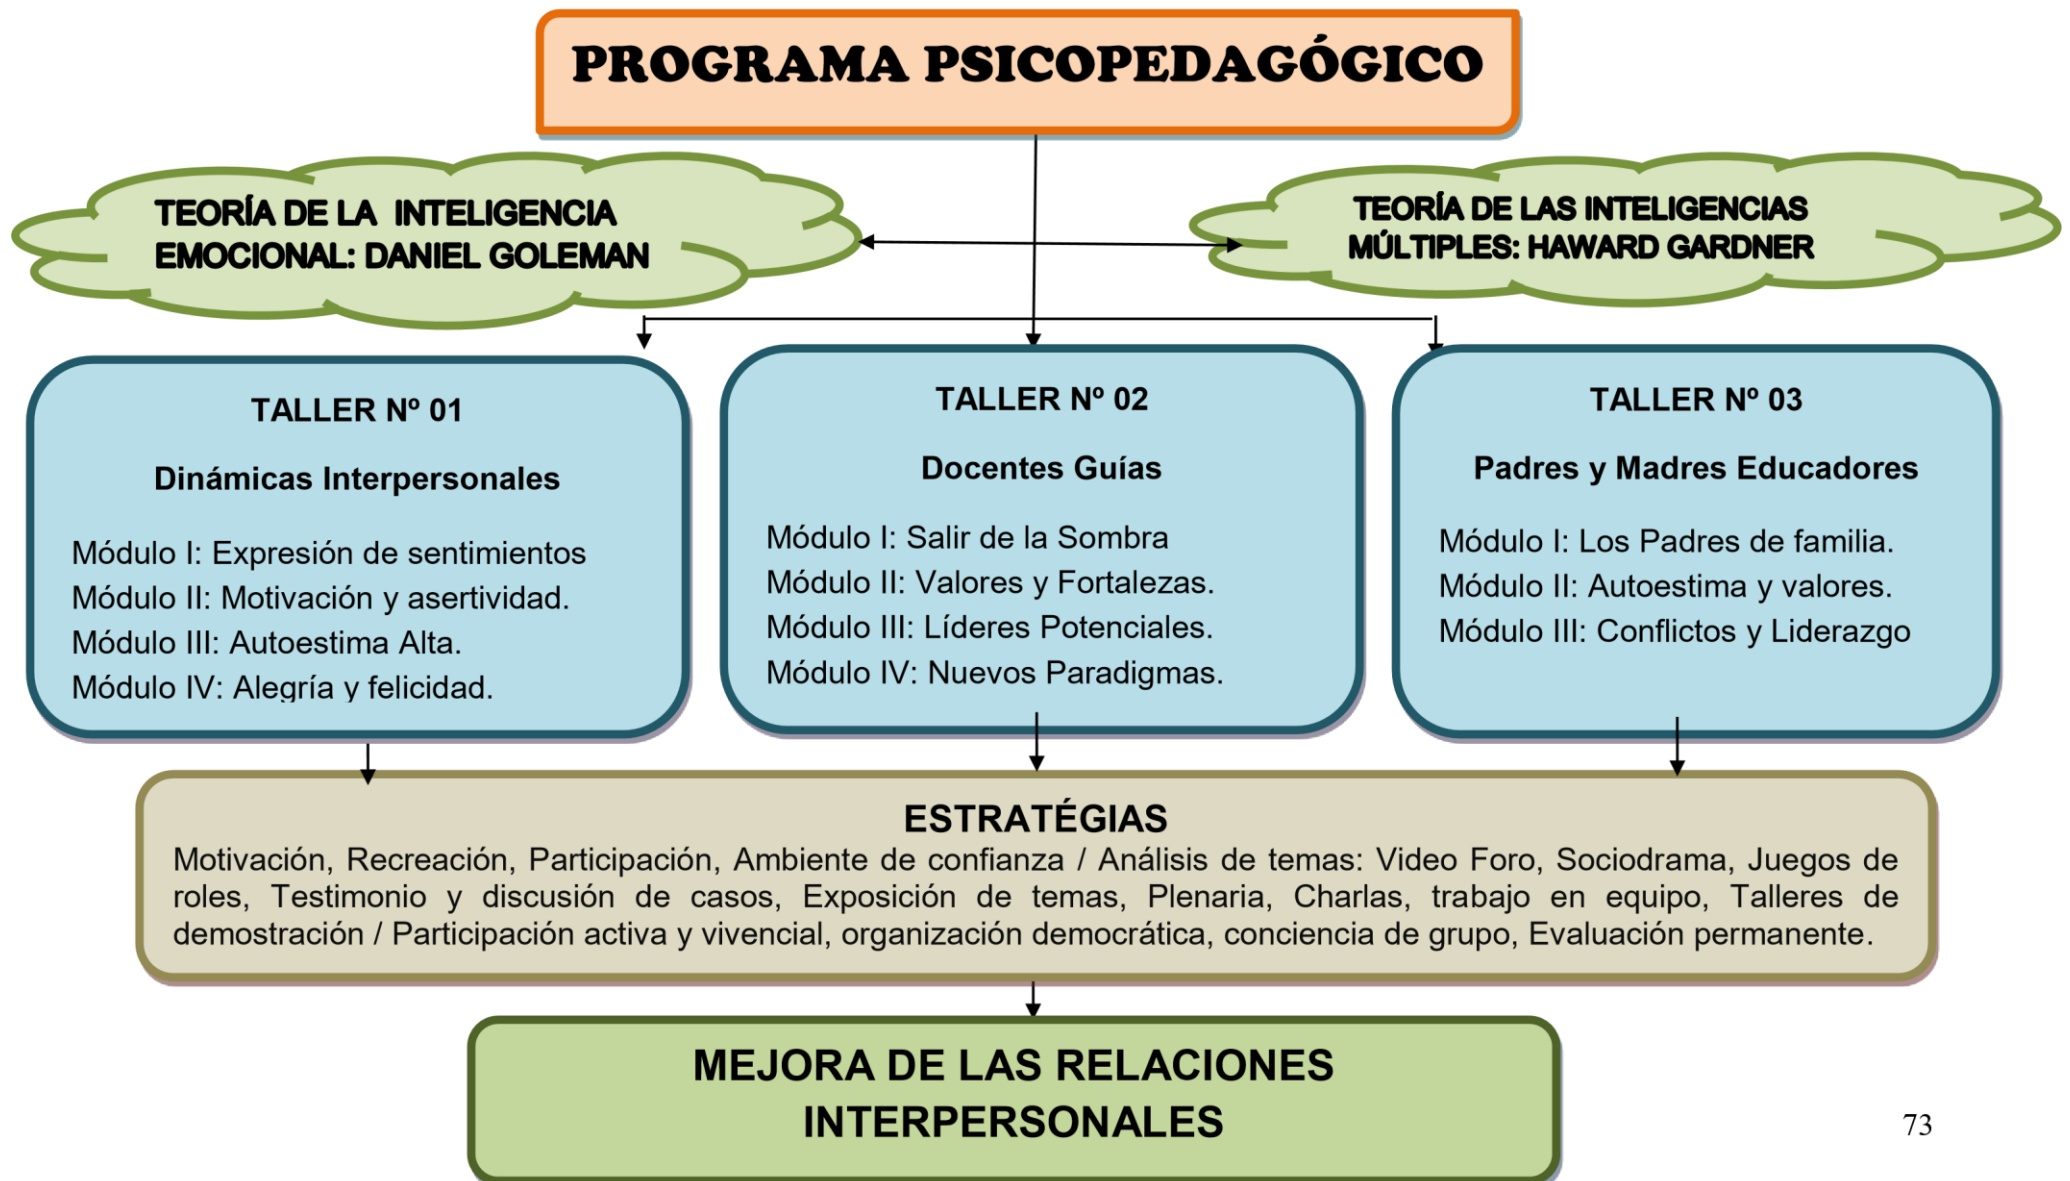 PROGRAMA PSICOPEDAGÓGICO
TEORÍA DE LA INTELIGENCIA
EMOCIONAL: DANIEL GOLEMAN
TEORÍA DE LAS INTELIGENCIAS
MÚLTIPLES: HAWARD GARDNER
TALLER Nº 01
Dinámicas Interpersonales
Módulo I: Expresión de sentimientos
Módulo II: Motivación y asertividad.
Módulo III: Autoestima Alta.
Módulo IV: Alegría y felicidad.
TALLER Nº 02
Docentes Guías
Módulo I: Salir de la Sombra
Módulo II: Valores y Fortalezas.
Módulo III: Líderes Potenciales.
Módulo IV: Nuevos Paradigmas.
TALLER Nº 03
Padres y Madres Educadores
Módulo I: Los Padres de familia.
Módulo II: Autoestima y valores.
Módulo III: Conflictos y Liderazgo
ESTRATÉGIAS
Motivación, Recreación, Participación, Ambiente de confianza / Análisis de temas: Video Foro, Sociodrama, Juegos de
roles, Testimonio y discusión de casos, Exposición de temas, Plenaria, Charlas, trabajo en equipo, Talleres de
demostración / Participación activa y vivencial, organización democrática, conciencia de grupo, Evaluación permanente.
MEJORA DE LAS RELACIONES
INTERPERSONALES
73